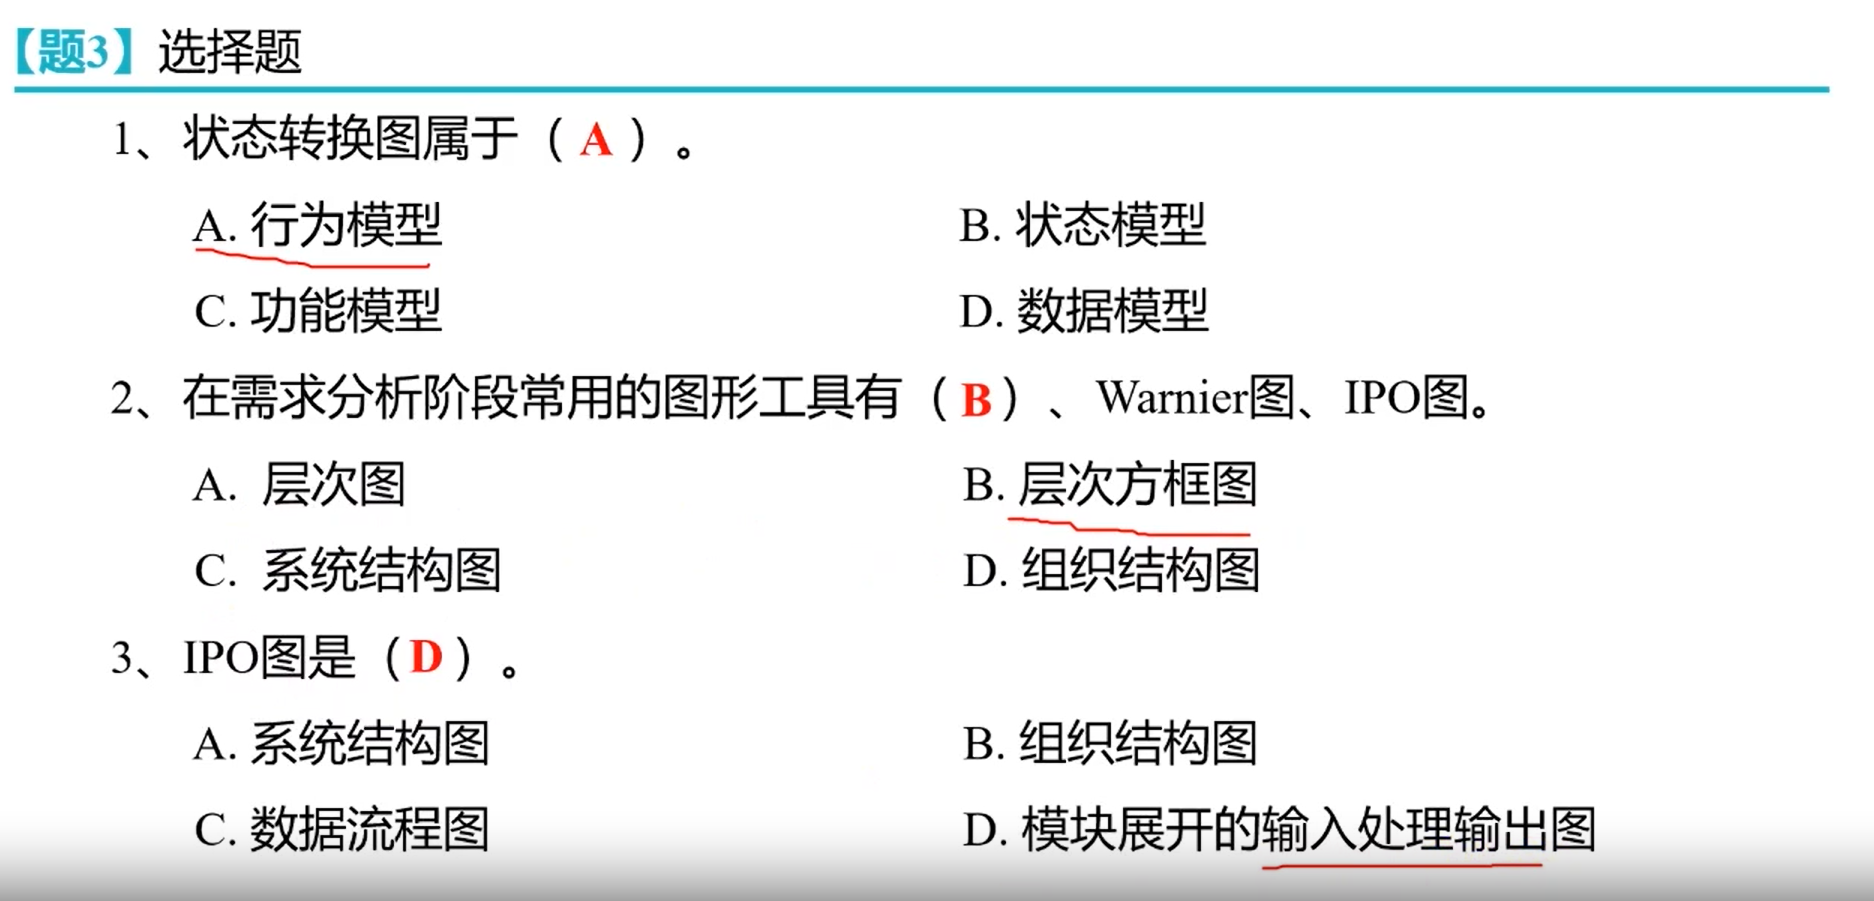 【题3】选择题
1、状态转换图属于（A）。
A. 行为模型
B. 状态模型
C. 功能模型
D. 数据模型
2、在需求分析阶段常用的图形工具有（B）、Warnier图、IPO图。
A. 层次图
B. 层次方框图
C. 系统结构图
D. 组织结构图
3、IPO图是（D）。
A. 系统结构图
B. 组织结构图
C. 数据流程图
D. 模块展开的输入处理输出图